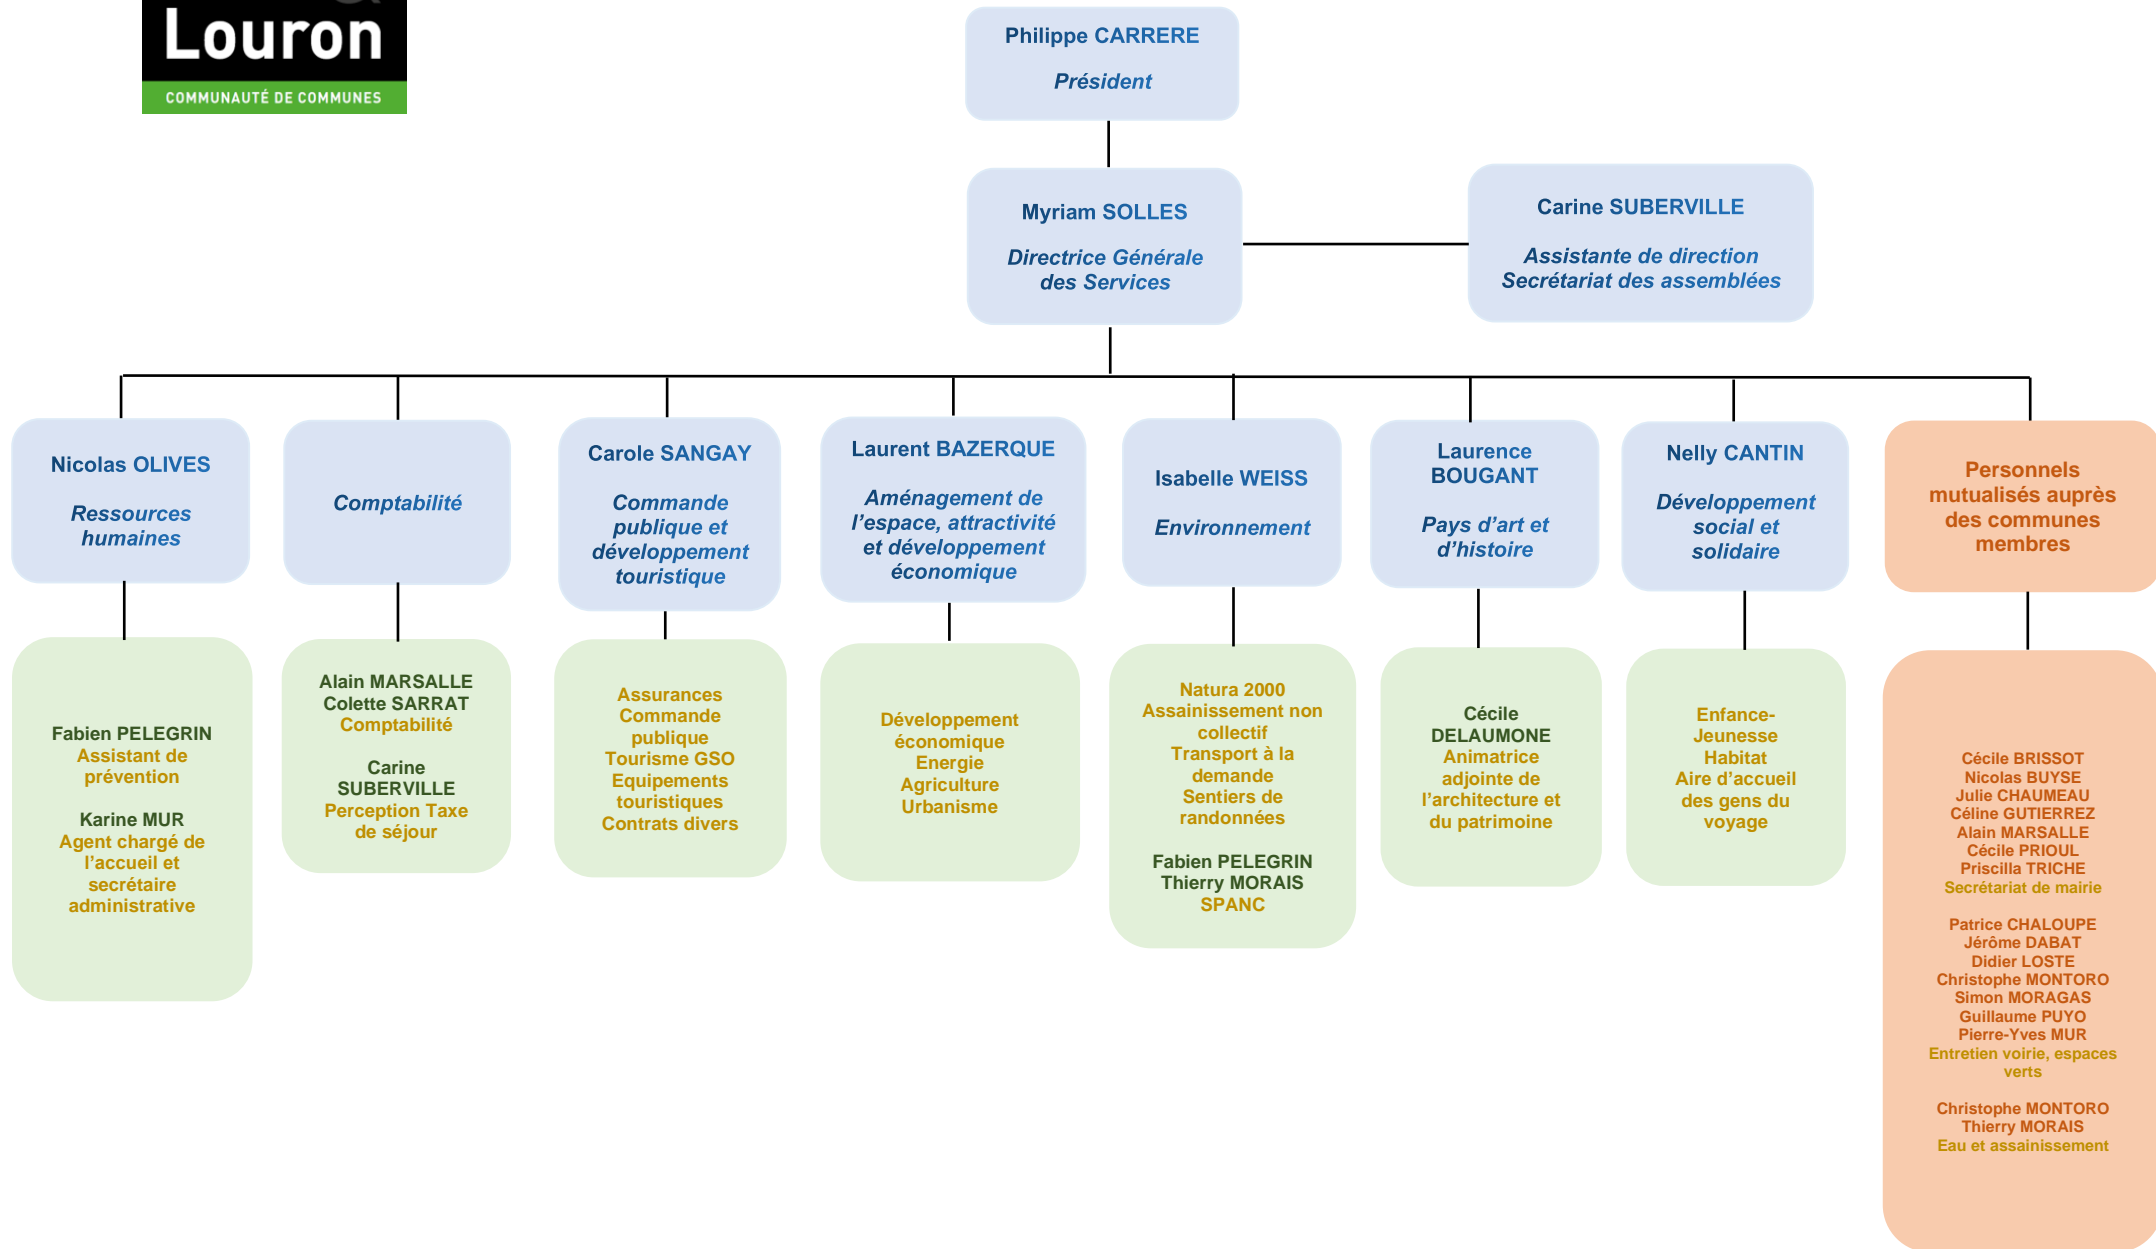 Louron
COMMUNAUTÉ DE COMMUNES
Philippe CARRERE
Président
Myriam SOLLES
Directrice Générale
des Services
Carine SUBERVILLE
Assistante de direction
Secrétariat des assemblées
Nicolas OLIVES
Ressources
humaines
Comptabilité
Carole SANGAY
Commande
publique et
développement
touristique
Laurent BAZERQUE
Aménagement de
l'espace, attractivité
et développement
économique
Isabelle WEISS
Environnement
Laurence
BOUGANT
Pays d'art et
d'histoire
Nelly CANTIN
Développement
social et
solidaire
Personnels
mutualisés auprès
des communes
membres
Fabien PELEGRIN
Assistant de
prévention
Karine MUR
Agent chargé de
l'accueil et
secrétaire
administrative
Alain MARSALLE
Colette SARRAT
Comptabilité
Carine
SUBERVILLE
Perception Taxe
de séjour
Assurances
Commande
publique
Tourisme GSO
Equipements
touristiques
Contrats divers
Développement
économique
Energie
Agriculture
Urbanisme
Natura 2000
Assainissement non
collectif
Transport à la
demande
Sentiers de
randonnées
Fabien PELEGRIN
Thierry MORAIS
SPANC
Cécile
DELAUMONE
Animatrice
adjointe de
l'architecture et
du patrimoine
Enfance-
Jeunesse
Habitat
Aire d'accueil
des gens du
voyage
Cécile BRISSOT
Nicolas BUYSE
Julie CHAUMEAU
Céline GUTIERREZ
Alain MARSALLE
Cécile PRIOUL
Priscilla TRICHE
Secrétariat de mairie
Patrice CHALOUPE
Jérôme DABAT
Didier LOSTE
Christophe MONTORO
Simon MORAGAS
Guillaume PUYO
Pierre-Yves MUR
Entretien voirie, espaces
verts
Christophe MONTORO
Thierry MORAIS
Eau et assainissement